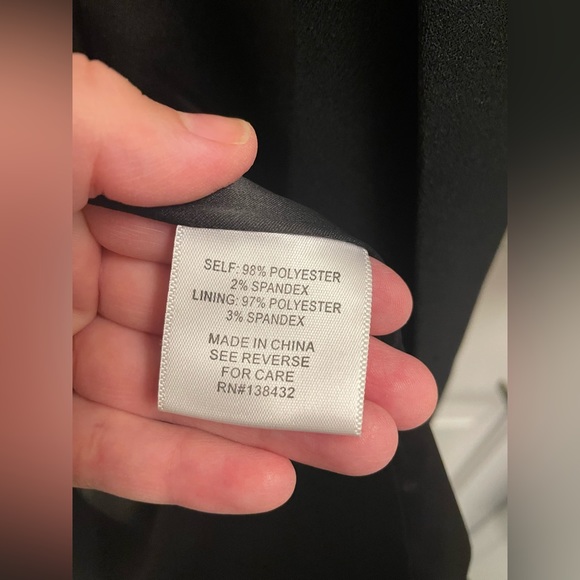 SELF: 98% POLYESTER
2% SPANDEX
LINING: 97% POLYESTER
3% SPANDEX
MADE IN CHINA
SEE REVERSE
FOR CARE
RN#138432